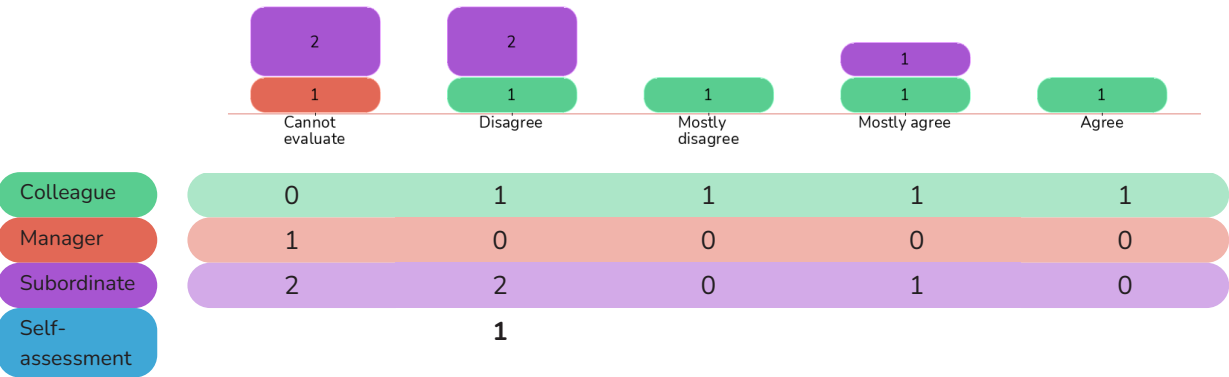 2 2
1
1 1 1 1 1
Cannot Disagree Mostly Mostly agree Agree
evaluate disagree
Colleague 0 1 1 1 1
Manager 1 0 0 0 0
Subordinate 2 2 0 1 0
Self-
assessment 1